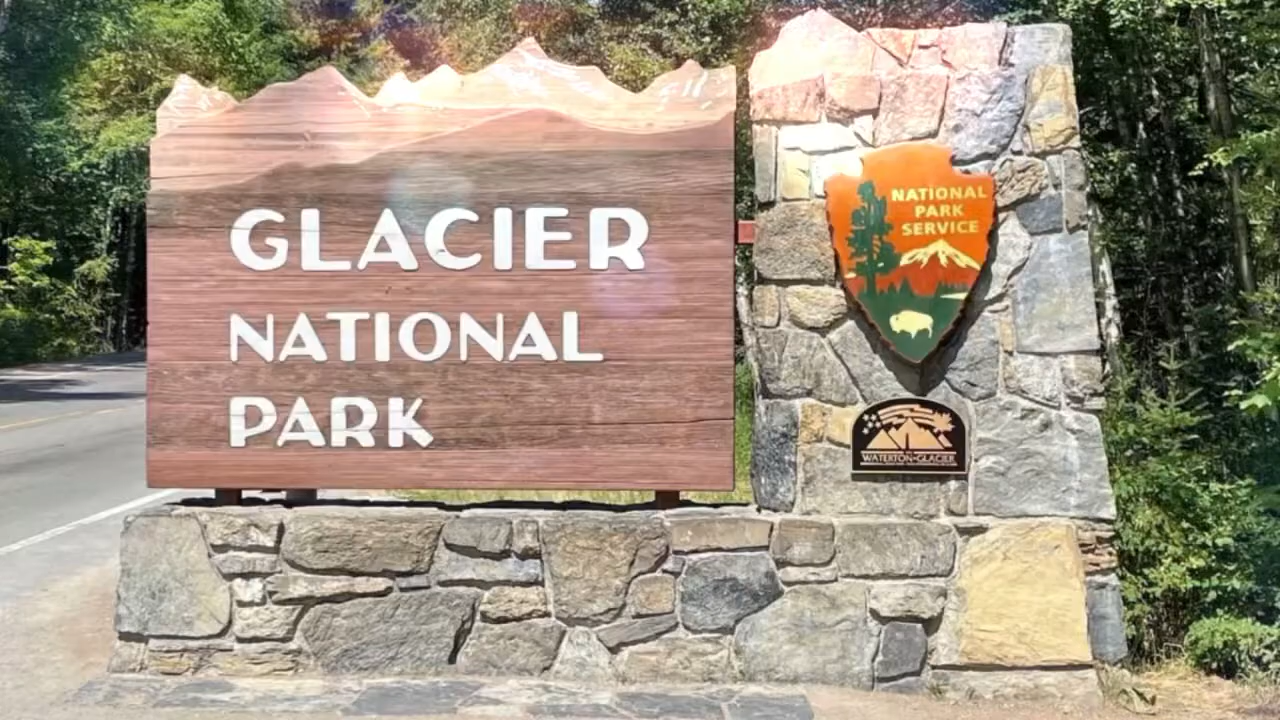 GLACIER
NATIONAL
PARK
NATIONAL
PARK
SERVICE
WATERTON-GLACIER